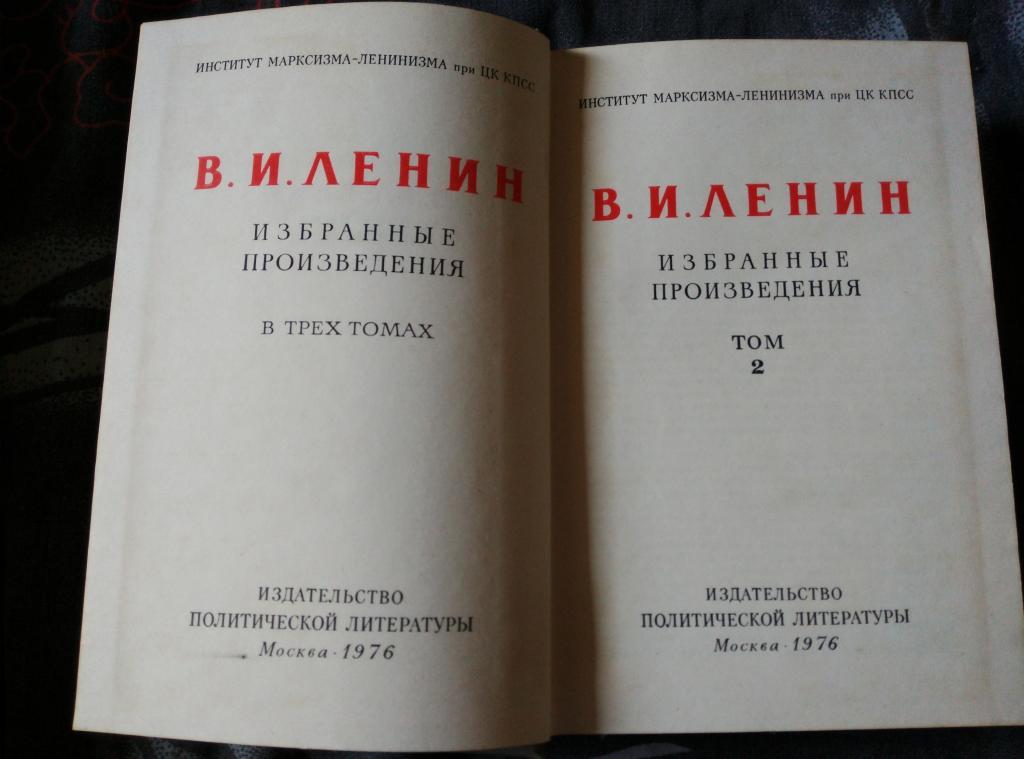 ИНСТИТУТ МАРКСИЗМА-ЛЕНИНИЗМА при ЦК КПСС
В. И. ЛЕНИН
ИЗБРАННЫЕ
ПРОИЗВЕДЕНИЯ
В ТРЕХ ТОМАХ
ИЗДАТЕЛЬСТВО
ПОЛИТИЧЕСКОЙ ЛИТЕРАТУРЫ
Москва · 1976
ИНСТИТУТ МАРКСИЗМА-ЛЕНИНИЗМА при ЦК КПСС
В. И. ЛЕНИН
ИЗБРАННЫЕ
ПРОИЗВЕДЕНИЯ
ТОМ
2
ИЗДАТЕЛЬСТВО
ПОЛИТИЧЕСКОЙ ЛИТЕРАТУРЫ
Москва · 1976